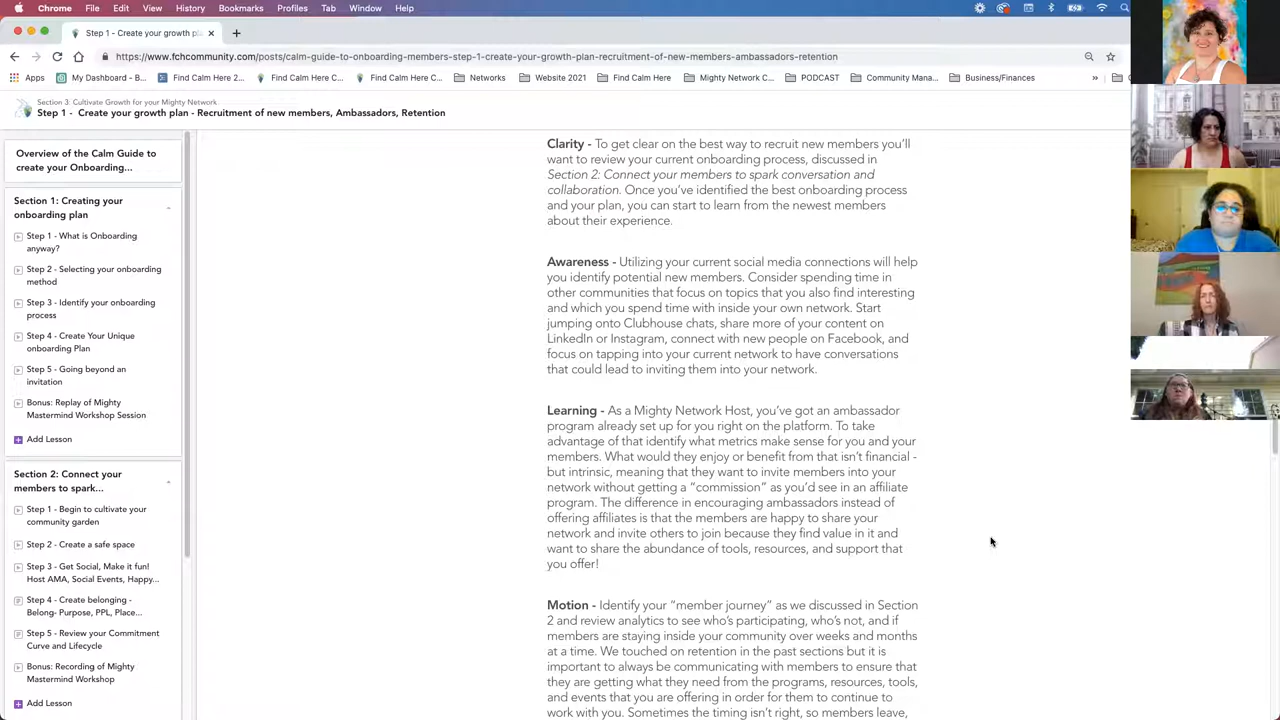 Chrome File Edit View History Bookmarks Profiles Tab Window Help
Step 1 - Create your growth pl
https://www.fchcommunity.com/posts/calm-guide-to-onboarding-members-step-1-create-your-growth-plan-recruitment-of-new-members-ambassadors-retention
Apps My Dashboard - B... Find Calm Here 2... Find Calm Here C... Find Calm Here C... Networks Website 2021 Find Calm Here Mighty Network C... PODCAST Community Mana... Business/Finances »
Section 3: Cultivate Growth for your Mighty Network
Step 1 - Create your growth plan - Recruitment of new members, Ambassadors, Retention
Overview of the Calm Guide to
create your Onboarding...
Section 1: Creating your
onboarding plan
Step 1 - What is Onboarding
anyway?
Step 2 - Selecting your onboarding
method
Step 3 - Identify your onboarding
process
Step 4 - Create Your Unique
onboarding Plan
Step 5 - Going beyond an
invitation
Bonus: Replay of Mighty
Mastermind Workshop Session
Add Lesson
Section 2: Connect your
members to spark...
Step 1 - Begin to cultivate your
community garden
Step 2 - Create a safe space
Step 3 - Get Social, Make it fun!
Host AMA, Social Events, Happy...
Step 4 - Create belonging -
Belong- Purpose, PPL, Place...
Step 5 - Review your Commitment
Curve and Lifecycle
Bonus: Recording of Mighty
Mastermind Workshop
Add Lesson
Clarity - To get clear on the best way to recruit new members you'll
want to review your current onboarding process, discussed in
Section 2: Connect your members to spark conversation and
collaboration. Once you've identified the best onboarding process
and your plan, you can start to learn from the newest members
about their experience.
Awareness - Utilizing your current social media connections will help
you identify potential new members. Consider spending time in
other communities that focus on topics that you also find interesting
and which you spend time with inside your own network. Start
jumping onto Clubhouse chats, share more of your content on
LinkedIn or Instagram, connect with new people on Facebook, and
focus on tapping into your current network to have conversations
that could lead to inviting them into your network.
Learning - As a Mighty Network Host, you've got an ambassador
program already set up for you right on the platform. To take
advantage of that identify what metrics make sense for you and your
members. What would they enjoy or benefit from that isn't financial -
but intrinsic, meaning that they want to invite members into your
network without getting a "commission" as you'd see in an affiliate
program. The difference in encouraging ambassadors instead of
offering affiliates is that the members are happy to share your
network and invite others to join because they find value in it and
want to share the abundance of tools, resources, and support that
you offer!
Motion - Identify your "member journey" as we discussed in Section
2 and review analytics to see who's participating, who's not, and if
members are staying inside your community over weeks and months
at a time. We touched on retention in the past sections but it is
important to always be communicating with members to ensure that
they are getting what they need from the programs, resources, tools,
and events that you are offering in order for them to continue to
work with you. Sometimes the timing isn't right, so members leave,